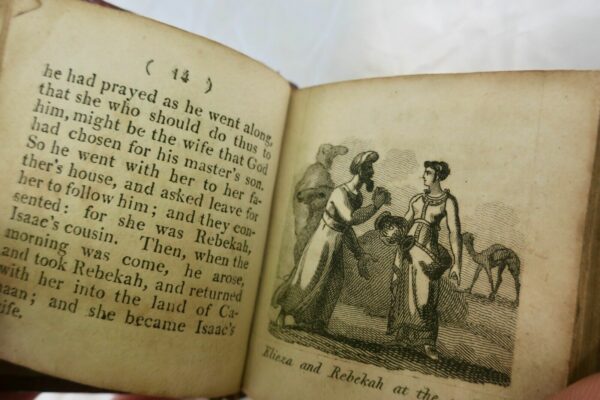 ( 14 )
he had prayed as he went along,
that she who should do thus to
him, might be the wife that God
had chosen for his master's son.
So he went with her to her fa-
ther's house, and asked leave for
her to follow him; and they con-
sented: for she was Rebekah,
Isaac's cousin. Then, when the
morning was come, he arose,
and took Rebekah, and returned
with her into the land of Ca-
naan; and she became Isaac's
wife.
Elieza and Rebekah at the